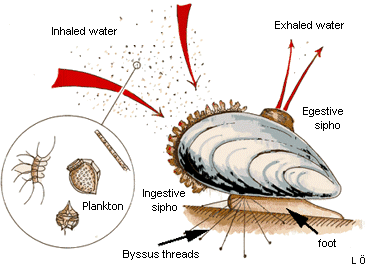 Inhaled water
Exhaled water
Egestive
sipho
Plankton
Ingestive
sipho
Byssus threads
foot
L Ö